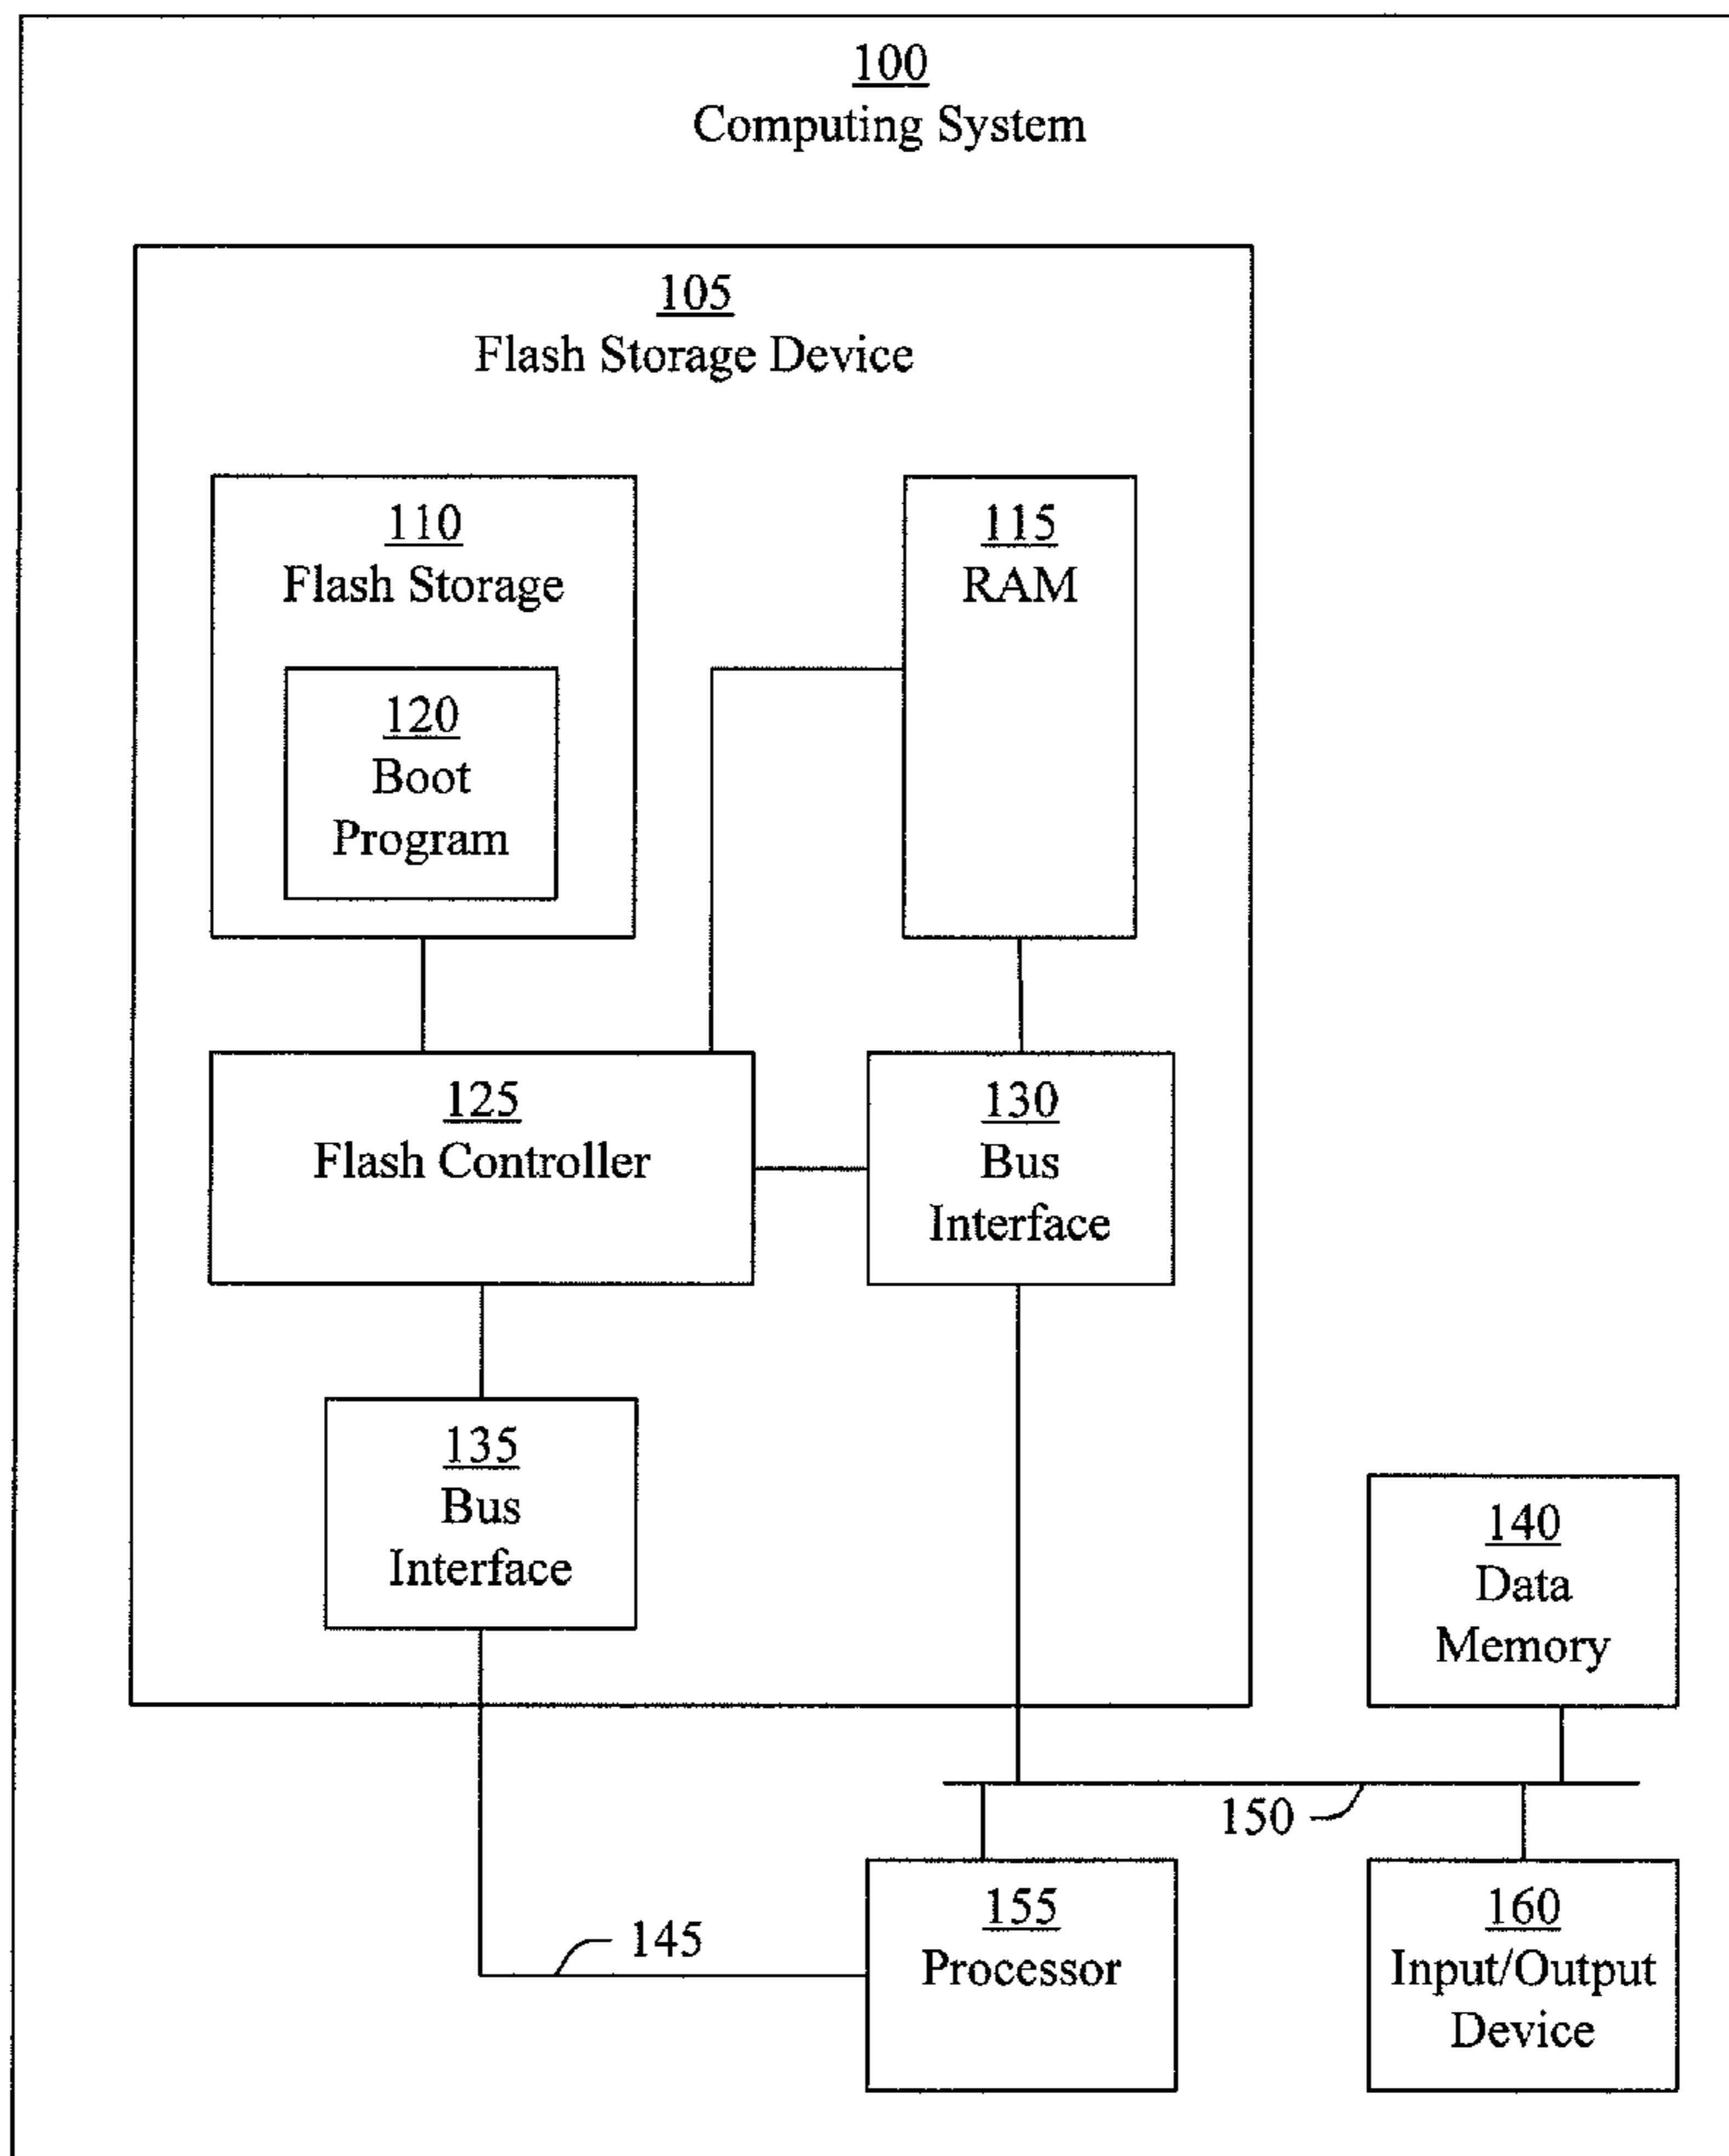 100
Computing System
105
Flash Storage Device
110
Flash Storage
115
RAM
120
Boot
Program
125
Flash Controller
130
Bus
Interface
135
Bus
Interface
140
Data
Memory
150
145
155
Processor
160
Input/Output
Device